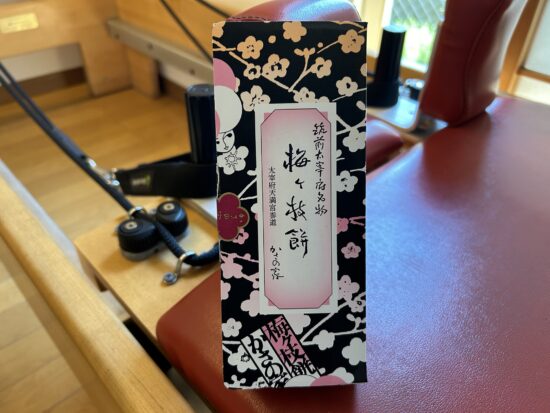 筑前太宰府名物
梅ヶ枝餅
太宰府天満宮参道
かさの家
梅ヶ枝餅
かさの家